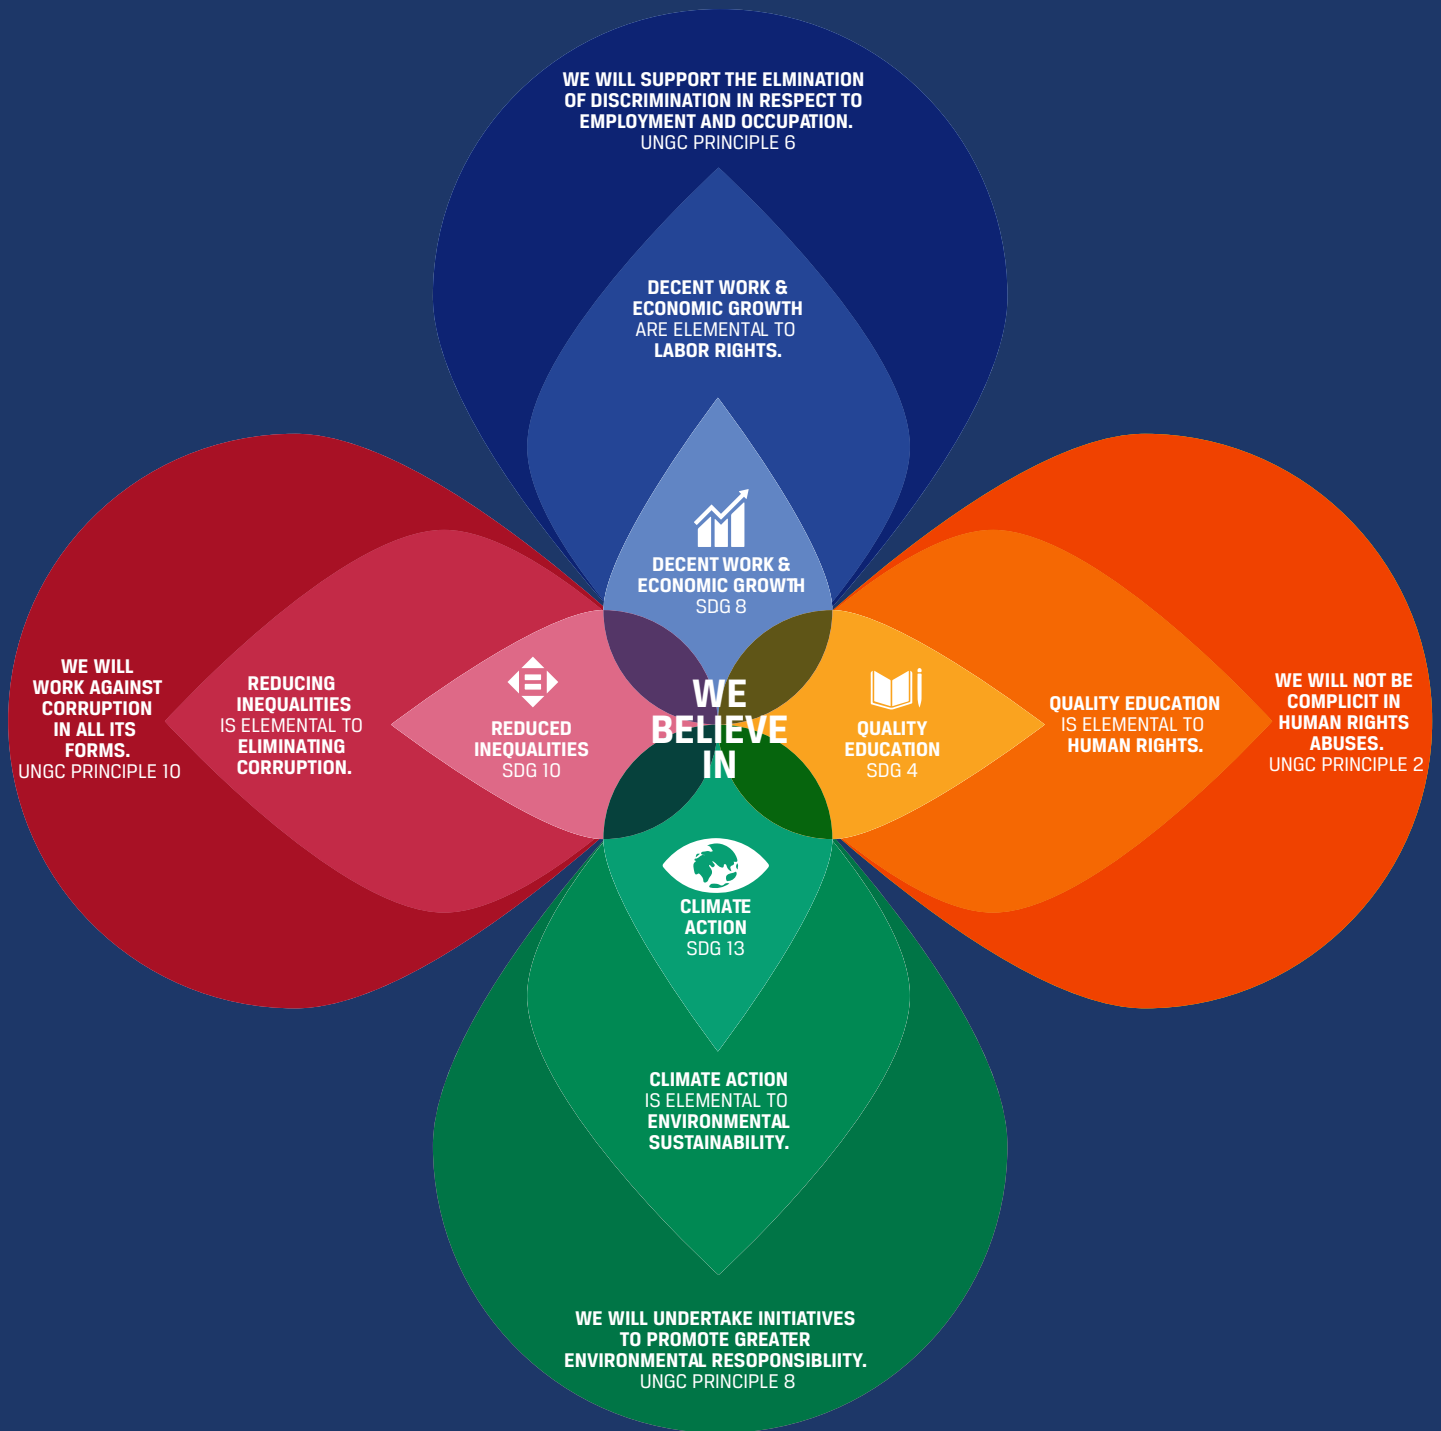 WE WILL SUPPORT THE ELMINATION
OF DISCRIMINATION IN RESPECT TO
EMPLOYMENT AND OCCUPATION.
UNGC PRINCIPLE 6
DECENT WORK &
ECONOMIC GROWTH
ARE ELEMENTAL TO
LABOR RIGHTS.
DECENT WORK &
ECONOMIC GROWTH
SDG 8
WE WILL
WORK AGAINST
CORRUPTION
IN ALL ITS
FORMS.
UNGC PRINCIPLE 10
REDUCING
INEQUALITIES
IS ELEMENTAL TO
ELIMINATING
CORRUPTION.
REDUCED
INEQUALITIES
SDG 10
WE
BELIEVE
IN
QUALITY
EDUCATION
SDG 4
QUALITY EDUCATION
IS ELEMENTAL TO
HUMAN RIGHTS.
WE WILL NOT BE
COMPLICIT IN
HUMAN RIGHTS
ABUSES.
UNGC PRINCIPLE 2
CLIMATE
ACTION
SDG 13
CLIMATE ACTION
IS ELEMENTAL TO
ENVIRONMENTAL
SUSTAINABILITY.
WE WILL UNDERTAKE INITIATIVES
TO PROMOTE GREATER
ENVIRONMENTAL RESOPONSIBLIITY.
UNGC PRINCIPLE 8